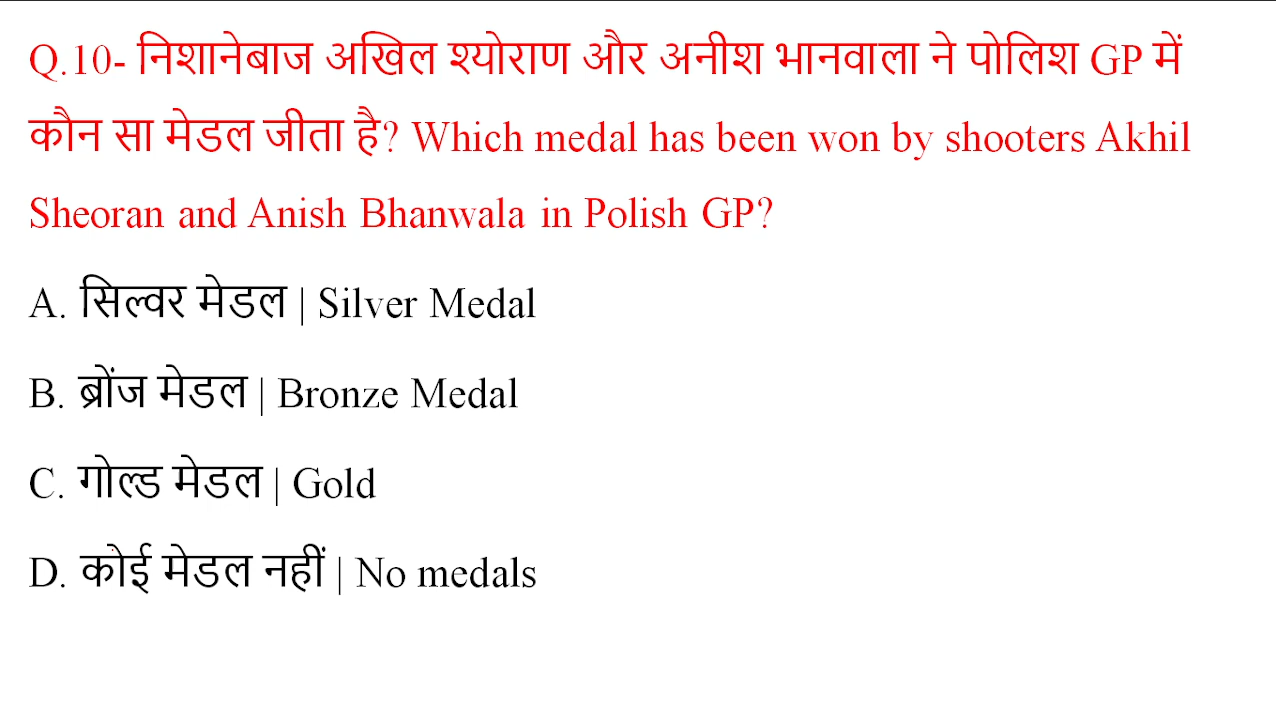 Q.10- निशानेबाज अखिल श्योराण और अनीश भानवाला ने पोलिश GP में
कौन सा मेडल जीता है? Which medal has been won by shooters Akhil
Sheoran and Anish Bhanwala in Polish GP?
A. सिल्वर मेडल | Silver Medal
B. ब्रोंज मेडल | Bronze Medal
C. गोल्ड मेडल | Gold
D. कोई मेडल नहीं | No medals